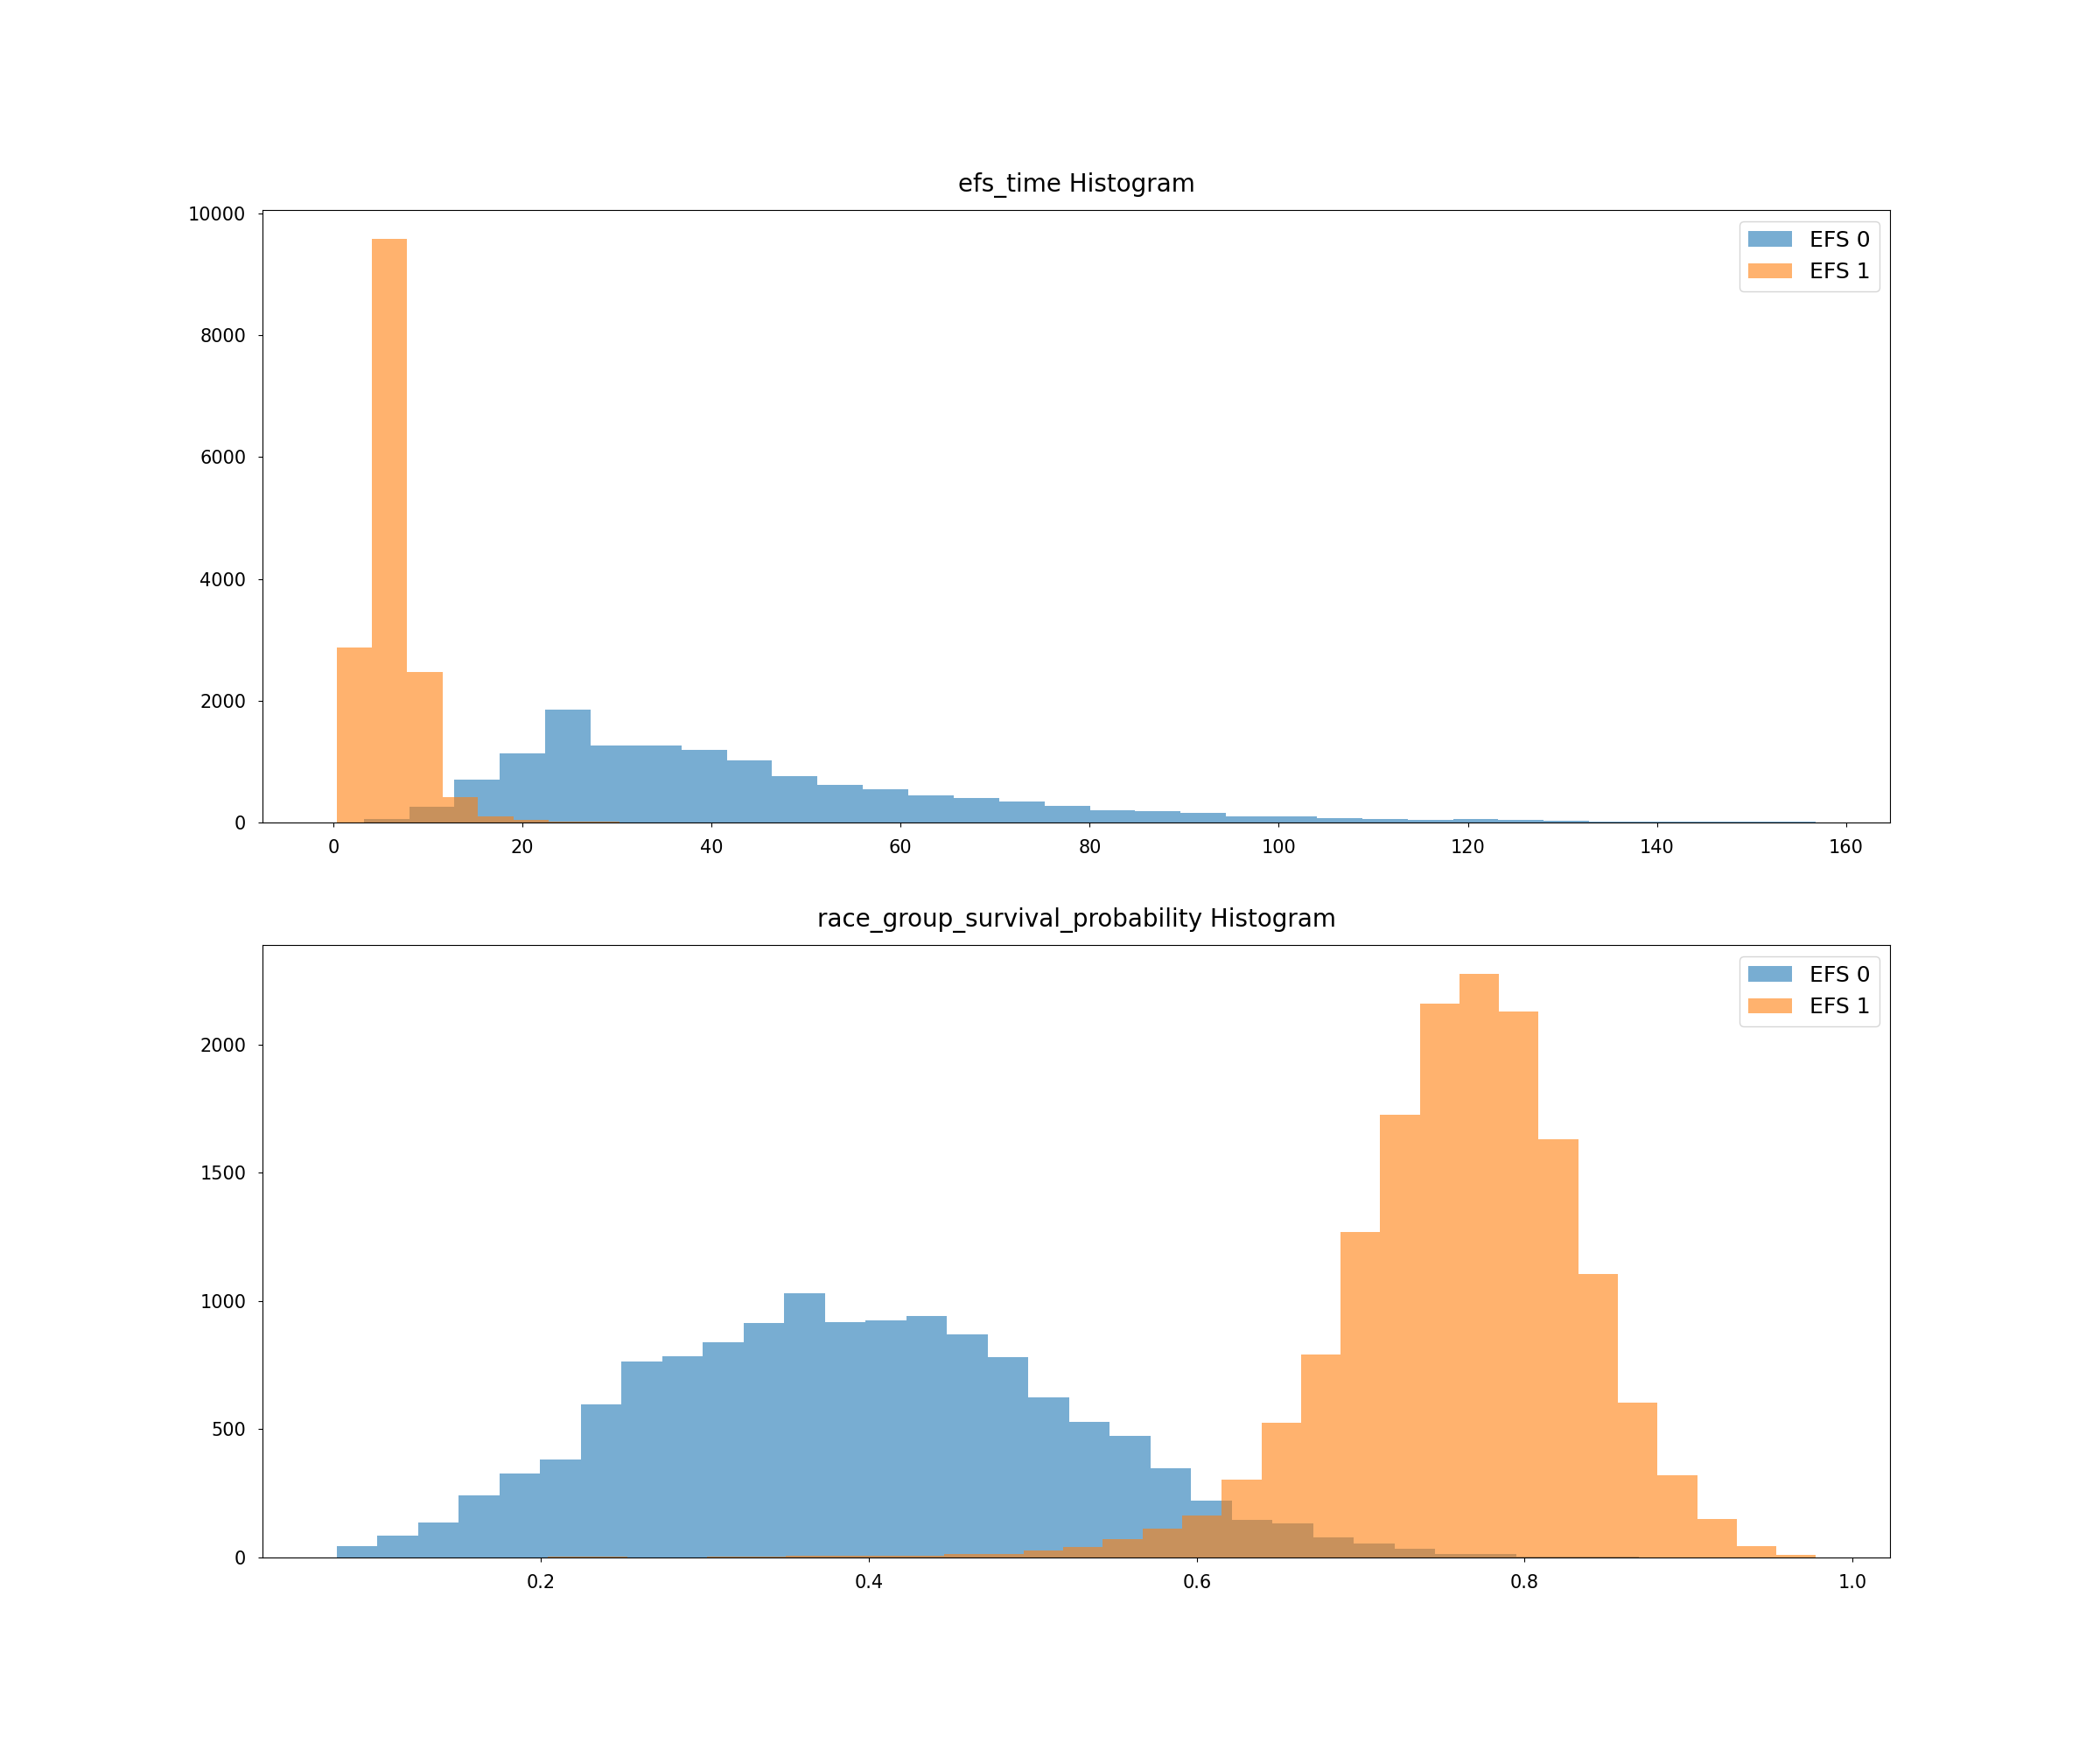 efs_time Histogram
10000
8000
6000
4000
2000
0
EFS 0
EFS 1
0 20 40 60 80 100 120 140 160
race_group_survival_probability Histogram
2000
1500
1000
500
0
EFS 0
EFS 1
0.2 0.4 0.6 0.8 1.0